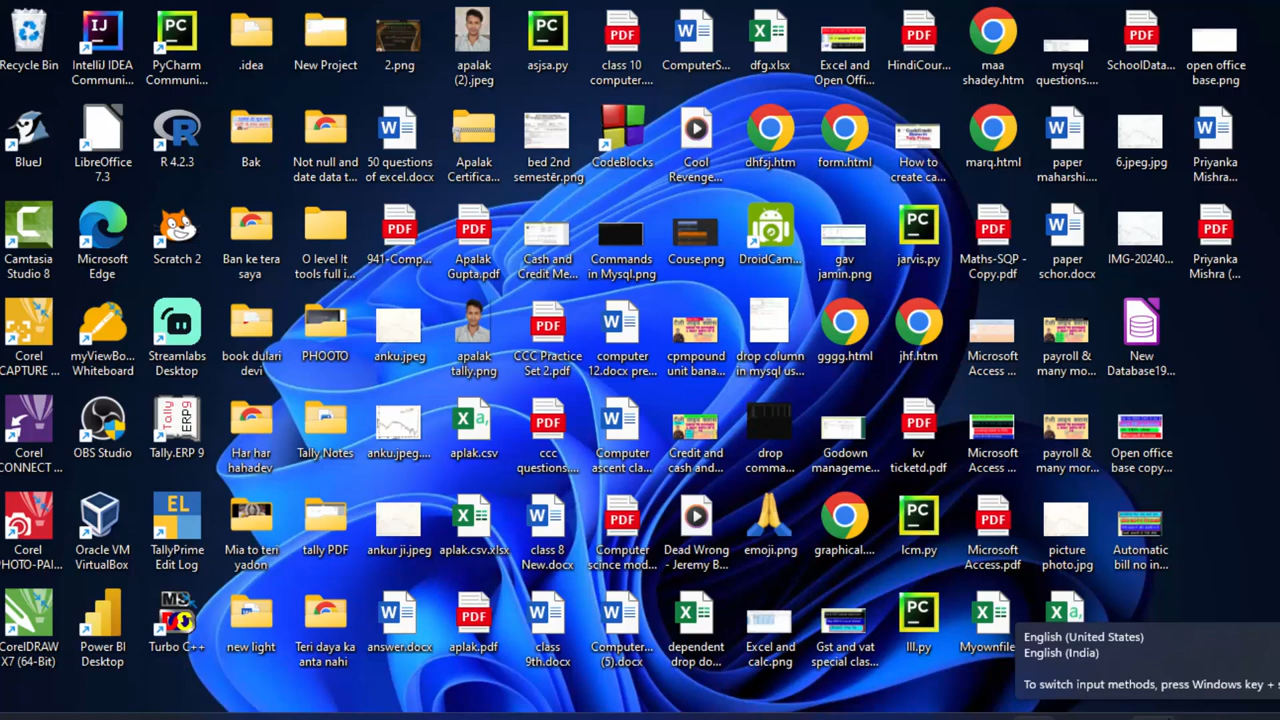 Recycle Bin
IntelliJ IDEA
Communi...
PyCharm
Communi...
.idea
New Project
2.png
apalak
(2).jpeg
asjsa.py
class 10
computer....
ComputerS...
dfg.xlsx
Excel and
Open Offi...
HindiCour...
maa
shadey.htm
mysql
questions....
SchoolData...
open office
base.png
BlueJ
LibreOffice
7.3
R 4.2.3
Bak
Not null and
date data t...
50 questions
of excel.docx
Apalak
Certifica...
bed 2nd
semester.png
CodeBlocks
Cool
Revenge...
dhfsj.htm
form.html
How to
create ca...
marq.html
paper
maharshi....
6.jpeg.jpg
Priyanka
Mishra...
Camtasia
Studio 8
Microsoft
Edge
Scratch 2
Ban ke tera
saya
O level It
tools full i...
941-Comp...
Apalak
Gupta.pdf
Cash and
Credit Me...
Commands
in Mysql.png
Couse.png
DroidCam...
gav
jamin.png
jarvis.py
Maths-SQP -
Copy.pdf
paper
schor.docx
IMG-20240...
Priyanka
Mishra (...
Corel
CAPTURE ...
myViewBo...
Whiteboard
Streamlabs
Desktop
book dulari
devi
PHOOTO
anku.jpeg
apalak
tally.png
CCC Practice
Set 2.pdf
computer
12.docx pre...
cpmpound
unit bana...
drop column
in mysql us...
gggg.html
jhf.htm
Microsoft
Access ...
payroll &
many mo...
New
Database19...
Corel
CONNECT ...
OBS Studio
Tally.ERP 9
Har har
hahadev
Tally Notes
anku.jpeg....
aplak.csv
ccc
questions....
Computer
ascent cla...
Credit and
cash and...
drop
comma...
Godown
manageme...
kv
ticketd.pdf
Microsoft
Access...
payroll &
many mor...
Open office
base copy...
Corel
PHOTO-PAI...
Oracle VM
VirtualBox
TallyPrime
Edit Log
Mia to teri
yadon
tally PDF
ankur ji.jpeg
aplak.csv.xlsx
class 8
New.docx
Computer
scince mod...
Dead Wrong
- Jeremy B...
emoji.png
graphical....
lcm.py
Microsoft
Access.pdf
picture
photo.jpg
Automatic
bill no in...
CorelDRAW
X7 (64-Bit)
Power BI
Desktop
Turbo C++
new light
Teri daya ka
anta nahi
answer.docx
aplak.pdf
class
9th.docx
Computer...
(5).docx
dependent
drop do...
Excel and
calc.png
Gst and vat
special clas...
lll.py
Myownfile
English (United States)
English (India)
To switch input methods, press Windows key +